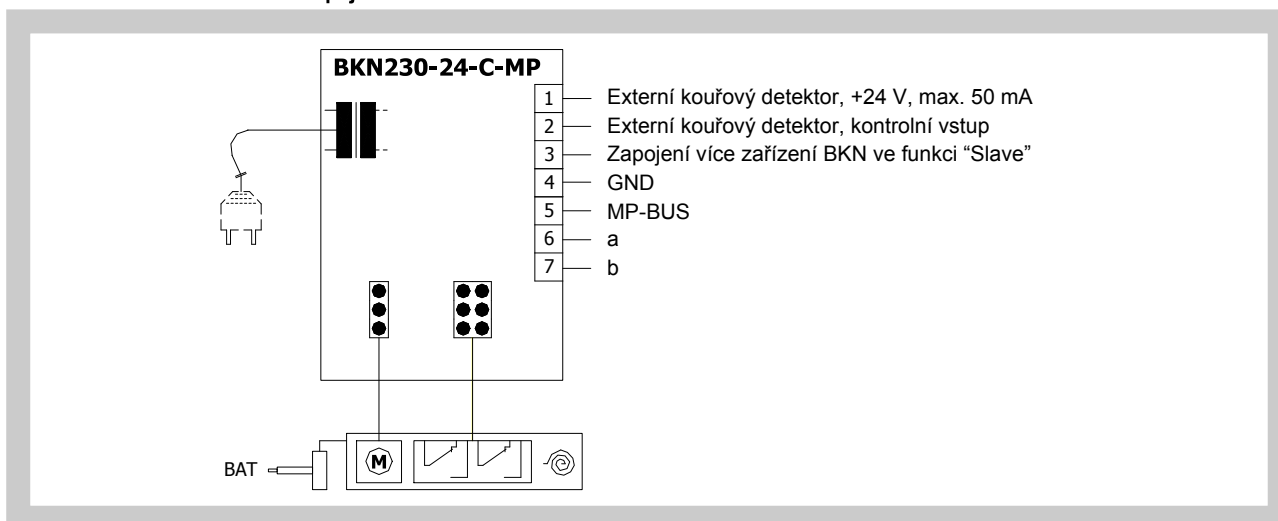 BKN230-24-C-MP
1 Externí kouřový detektor, +24 V, max. 50 mA
2 Externí kouřový detektor, kontrolní vstup
3 Zapojení více zařízení BKN ve funkci “Slave”
4 GND
5 MP-BUS
6 a
7 b
BAT
M